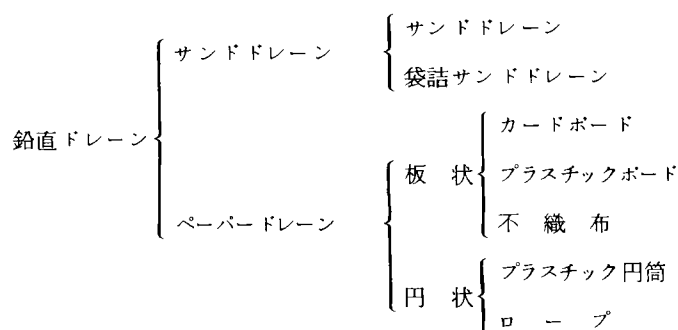 サンドドレーン
サンドドレーン
袋詰サンドドレーン
鉛直ドレーン
カードボード
板状
プラスチックボード
ペーパードレーン
不織布
プラスチック円筒
円状
ロープ